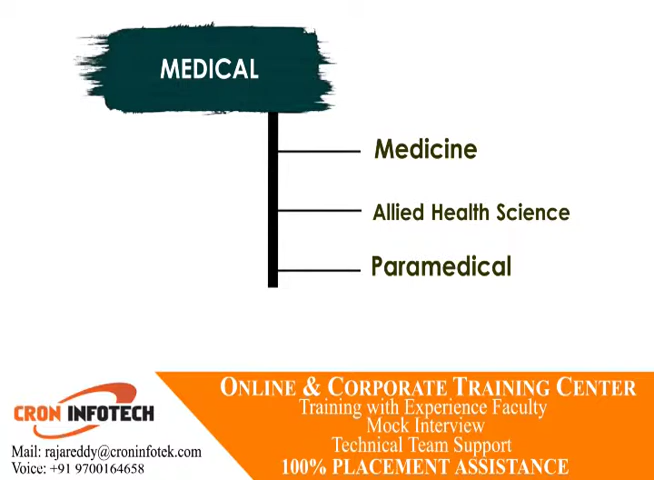 MEDICAL
Medicine
Allied Health Science
Paramedical
CRON INFOTECH
Mail: rajareddy@croninfotek.com
Voice: +91 9700164658
ONLINE & CORPORATE TRAINING CENTER
Training with Experience Faculty
Mock Interview
Technical Team Support
100% PLACEMENT ASSISTANCE